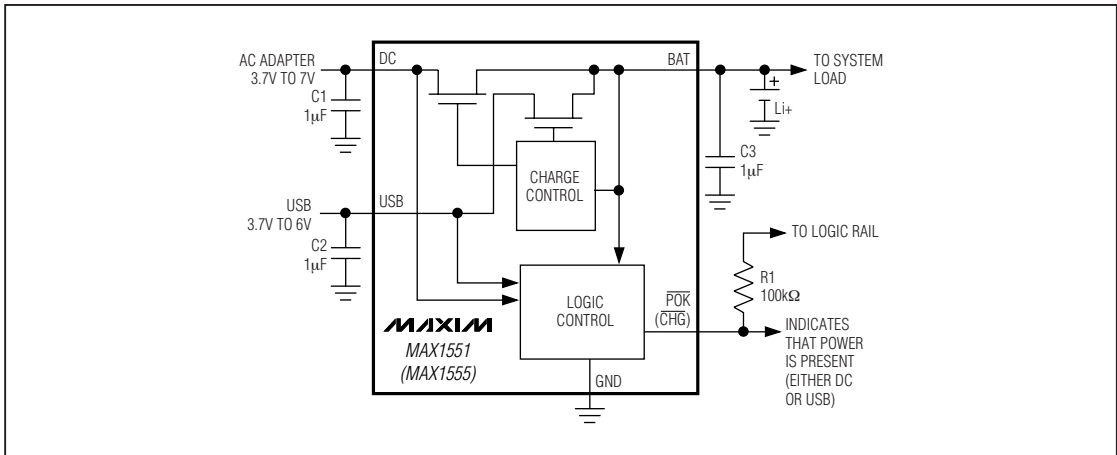 AC ADAPTER
3.7V TO 7V
C1
1µF
DC
BAT
TO SYSTEM
LOAD
+
Li+
C3
1µF
CHARGE
CONTROL
USB
3.7V TO 6V
USB
C2
1µF
TO LOGIC RAIL
R1
100kΩ
LOGIC
CONTROL
P̅O̅K̅
(C̅H̅G̅)
INDICATES
THAT POWER
IS PRESENT
(EITHER DC
OR USB)
MAXIM
MAX1551
(MAX1555)
GND